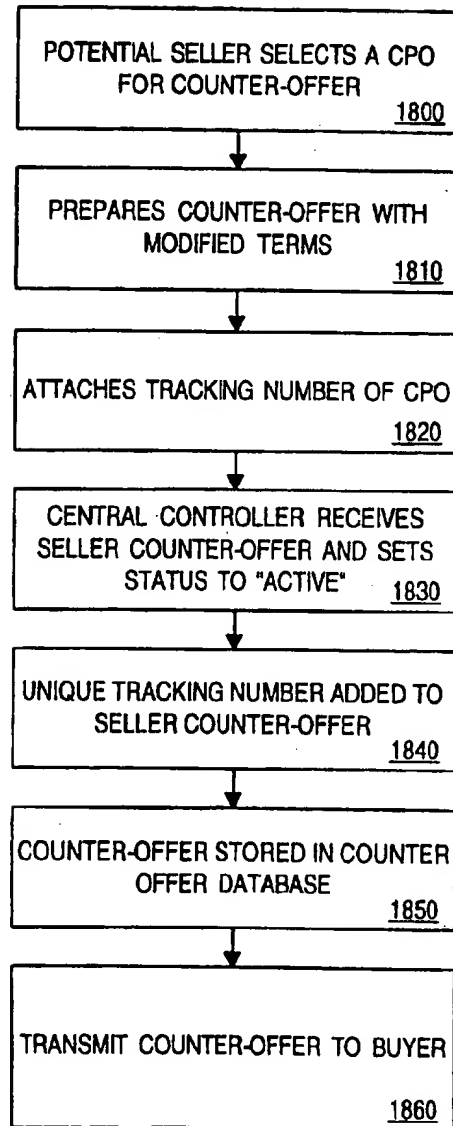 POTENTIAL SELLER SELECTS A CPO
FOR COUNTER-OFFER
1800
PREPARES COUNTER-OFFER WITH
MODIFIED TERMS
1810
ATTACHES TRACKING NUMBER OF CPO
1820
CENTRAL CONTROLLER RECEIVES
SELLER COUNTER-OFFER AND SETS
STATUS TO "ACTIVE"
1830
UNIQUE TRACKING NUMBER ADDED TO
SELLER COUNTER-OFFER
1840
COUNTER-OFFER STORED IN COUNTER
OFFER DATABASE
1850
TRANSMIT COUNTER-OFFER TO BUYER
1860